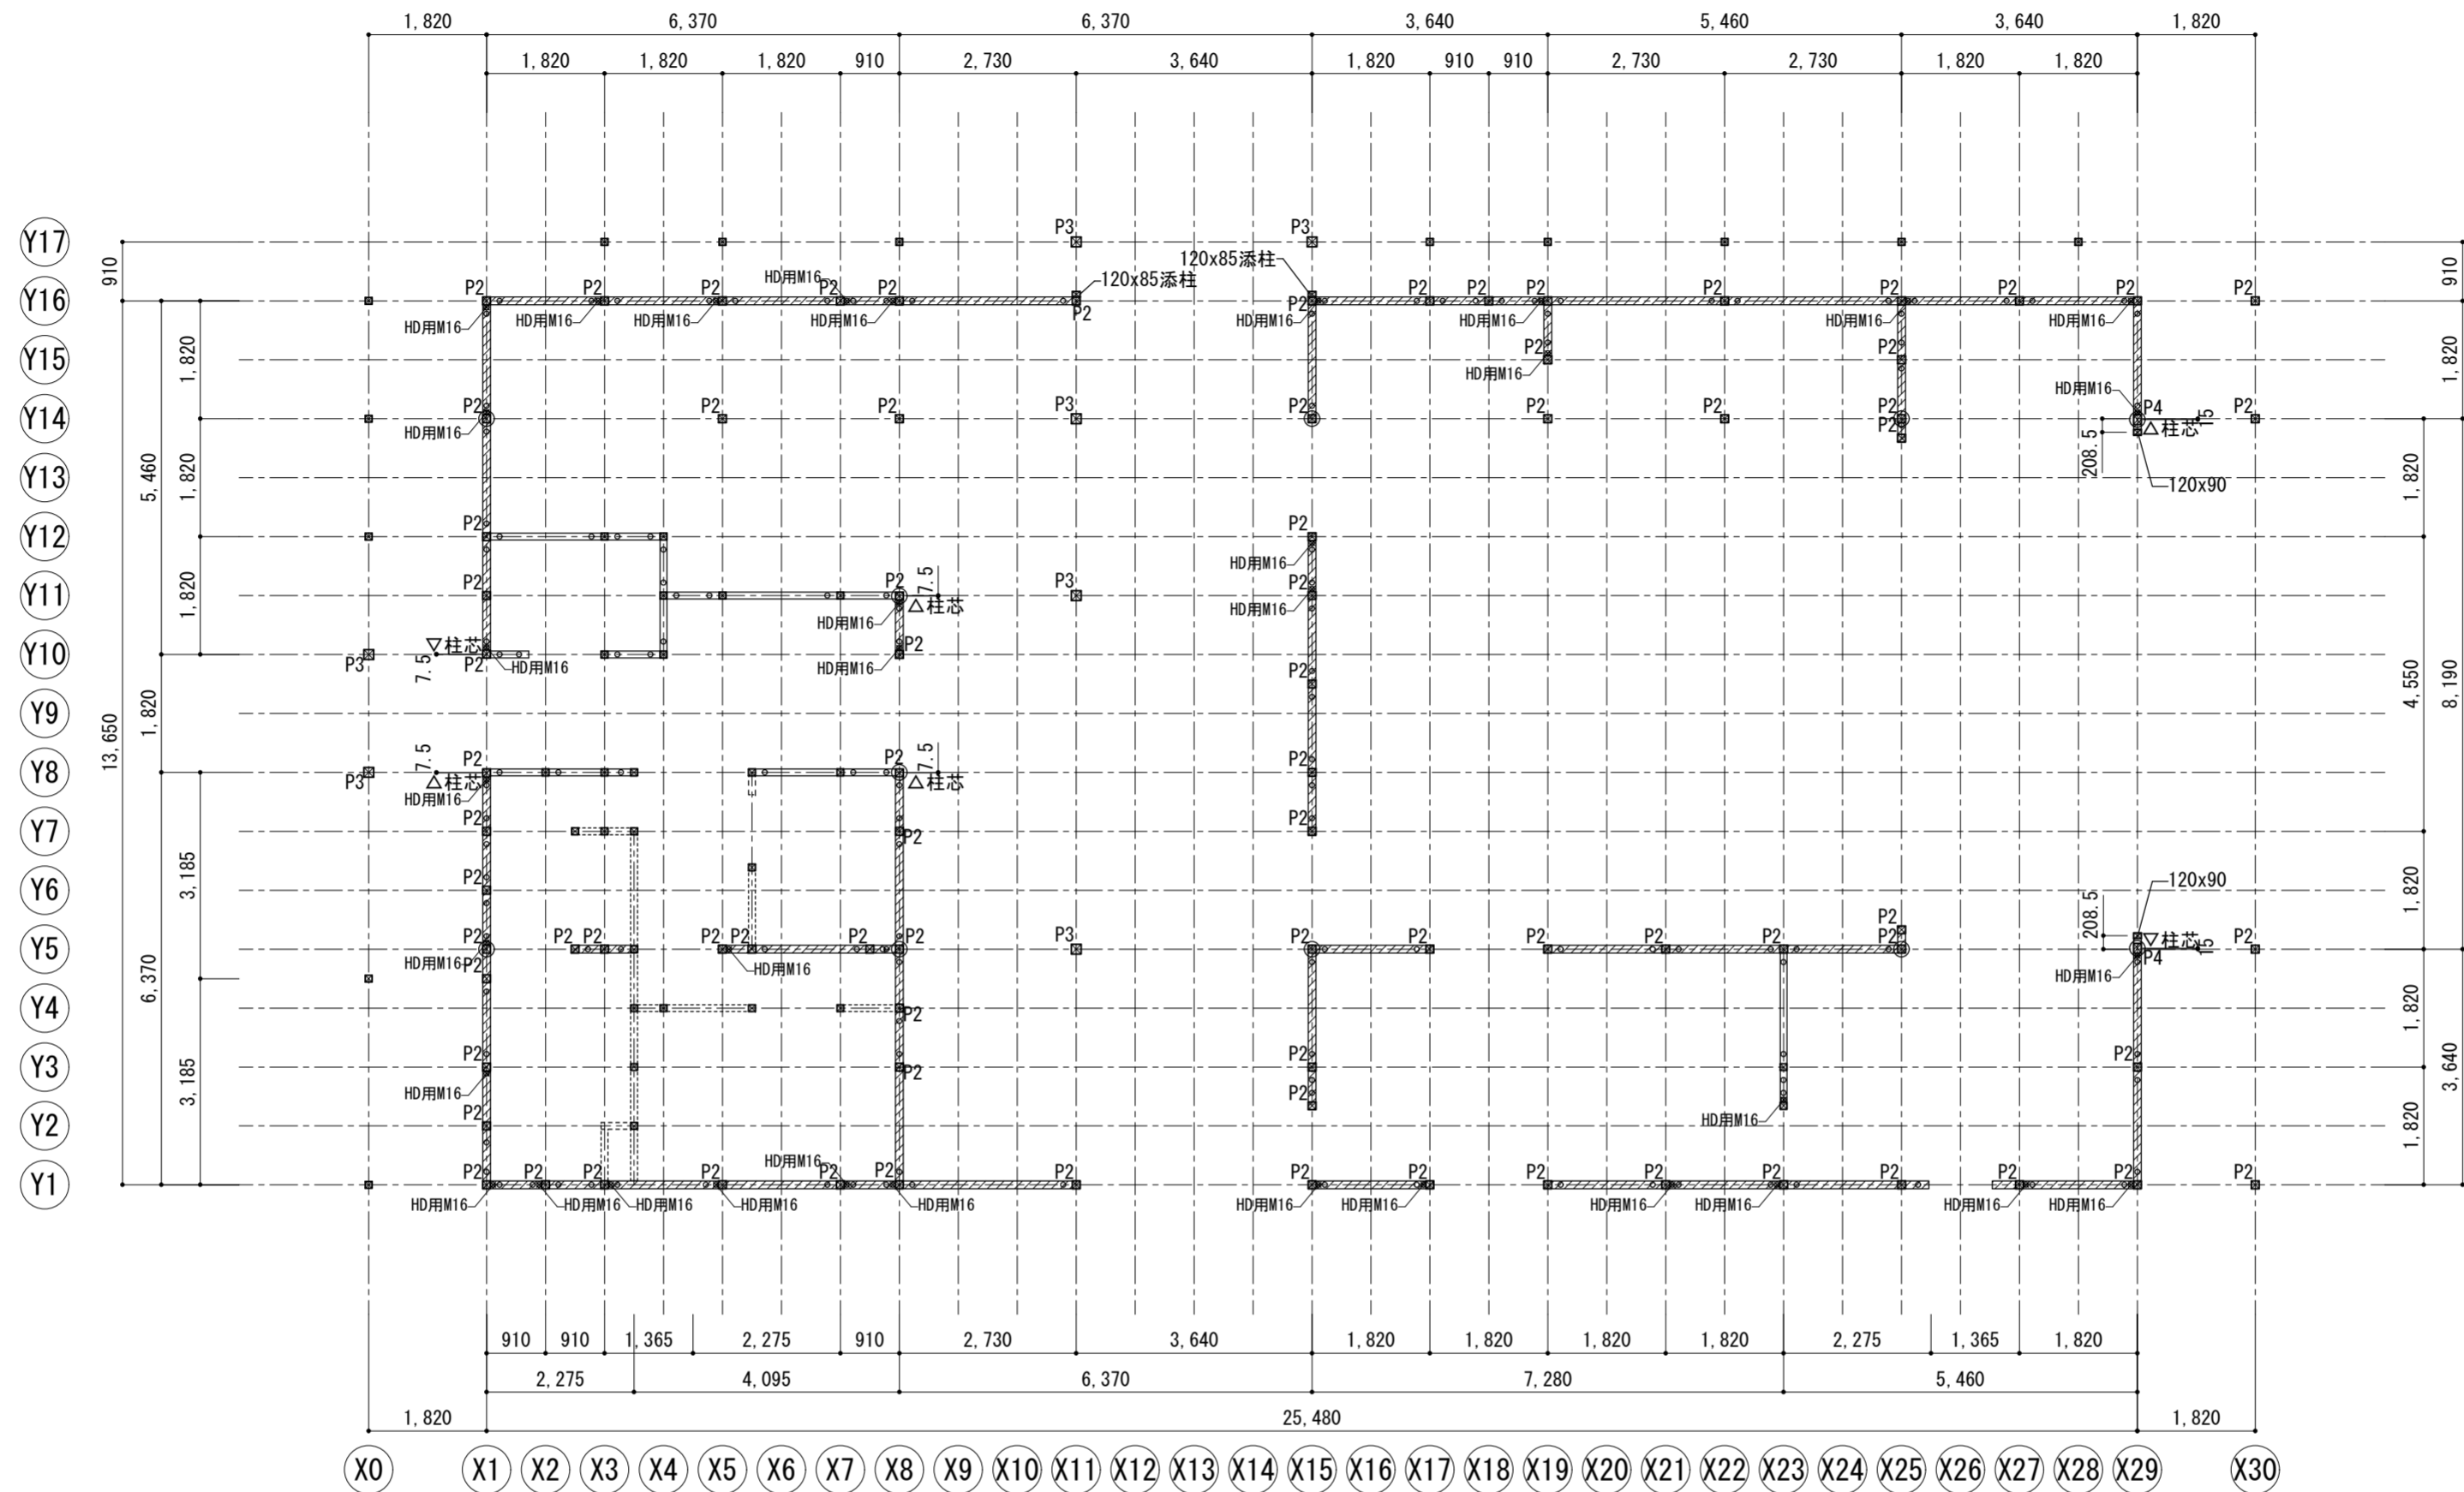 1,820 6,370 6,370 3,640 5,460 3,640 1,820
1,820 1,820 1,820 910 2,730 3,640 1,820 910 910 2,730 2,730 1,820 1,820
Y17 P3 P3
910 910
120x85添柱
HD用M16 120x85添柱
Y16 P2 P2 P2 P2 P2 P2 P2 P2 P2 P2 P2 P2 P2 P2 P2
HD用M16 HD用M16 HD用M16 HD用M16 HD用M16 HD用M16 HD用M16 HD用M16
1,820 1,820
Y15 P2 P2
HD用M16 HD用M16
Y14 P2 P2 P2 P3 P2 P2 P2 P2 P4 15 P2
HD用M16 P2 △柱芯
208.5
Y13 5,460 1,820 1,820
120x90
Y12 P2 P2
HD用M16
Y11 P2 P2 7.5 P3 P2
1,820 △柱芯 HD用M16
HD用M16
Y10 ▽柱芯 P2
P3 7.5 P2 HD用M16 HD用M16
P2
Y9 13,650 1,820 4,550 8,190
Y8 7.5 P2 P2 7.5 P2
P3 △柱芯 △柱芯
HD用M16
Y7 P2 P2
Y6 3,185 P2 1,820
120x90
208.5
P2
Y5 P2 P2 P2 P2 P2 P2 P3 P2 P2 P2 P2 P2 ▽柱芯 15 P2
HD用M16 HD用M16 P4
P2 HD用M16
6,370
Y4 P2 1,820
Y3 P2 P2 P2 P2
HD用M16
3,185 P2 3,640
Y2 P2 HD用M16
1,820
HD用M16
Y1 P2 P2 P2 P2 P2 P2 P2 P2 P2 P2 P2 P2 P2 P2 P2 P2
HD用M16 HD用M16 HD用M16 HD用M16 HD用M16 HD用M16 HD用M16 HD用M16 HD用M16 HD用M16 HD用M16
910 910 1,365 2,275 910 2,730 3,640 1,820 1,820 1,820 1,820 2,275 1,365 1,820
2,275 4,095 6,370 7,280 5,460
1,820 25,480 1,820
X0 X1 X2 X3 X4 X5 X6 X7 X8 X9 X10 X11 X12 X13 X14 X15 X16 X17 X18 X19 X20 X21 X22 X23 X24 X25 X26 X27 X28 X29 X30